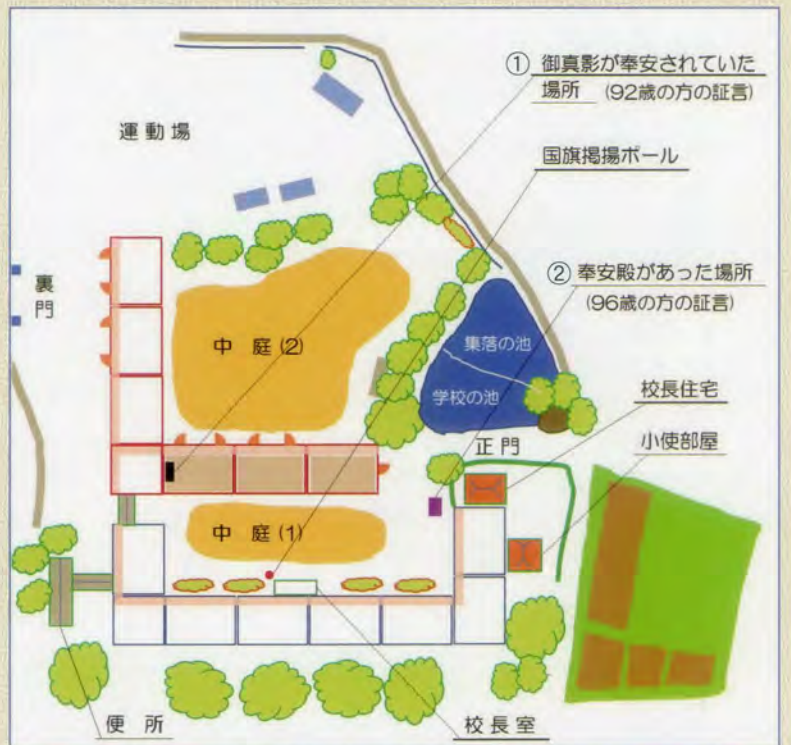 ① 御真影が奉安されていた
場所 (92歳の方の証言)
運動場
国旗掲揚ポール
② 奉安殿があった場所
(96歳の方の証言)
裏門
中庭(2)
集落の池
学校の池
校長住宅
正門
小使部屋
中庭(1)
便所
校長室